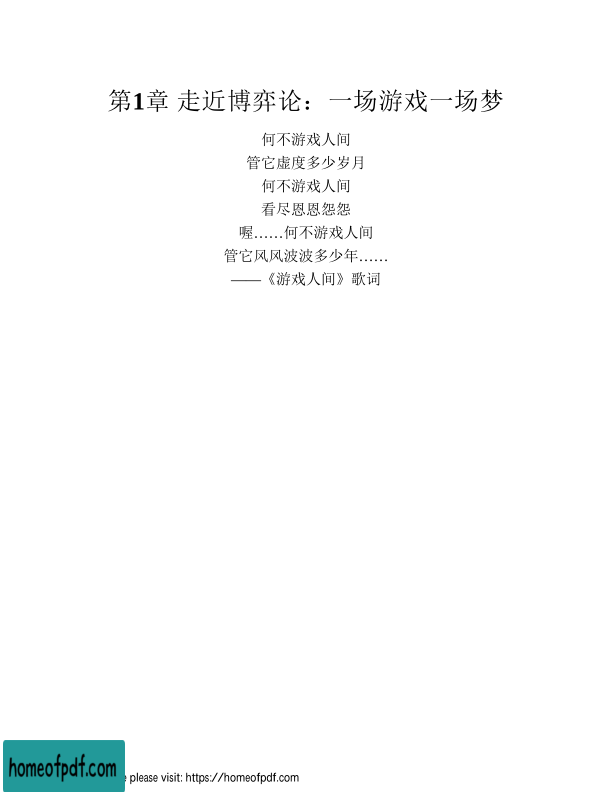 第1章 走近博弈论：一场游戏一场梦
何不游戏人间
管它虚度多少岁月
何不游戏人间
看尽恩恩怨怨
喔……何不游戏人间
管它风风波波多少年……
——《游戏人间》歌词
homeofpdf.com
please visit: https://homeofpdf.com